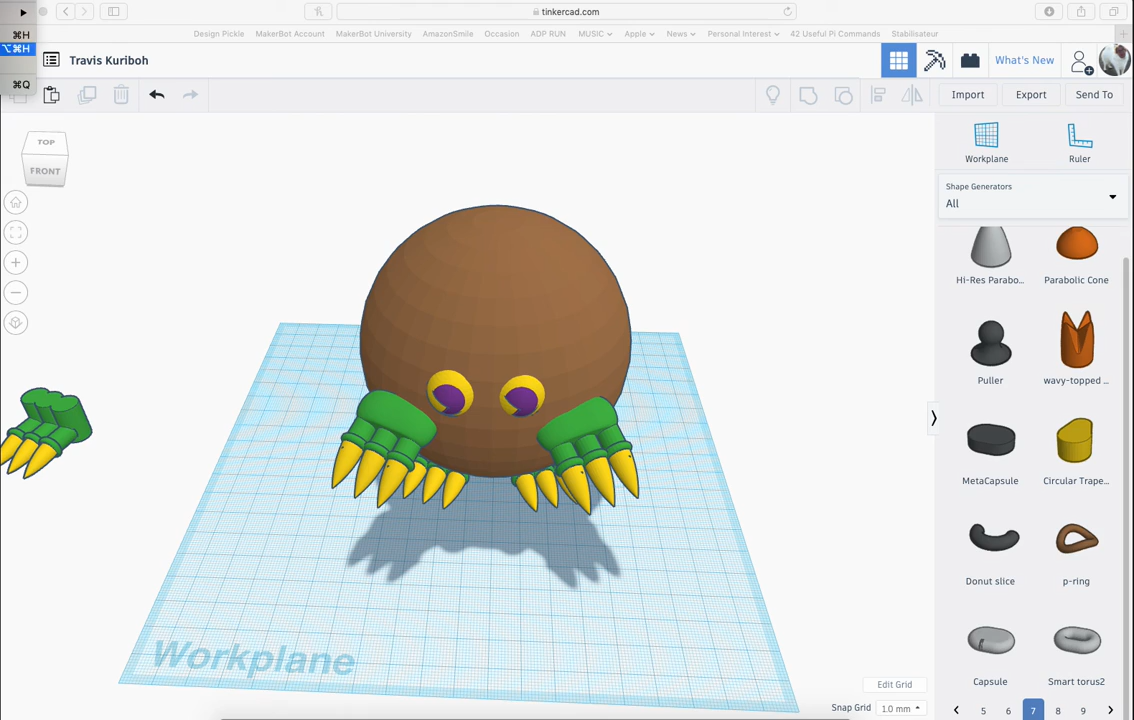 tinkercad.com
⌘H
⌥⌘H
⌘Q
Design Pickle MakerBot Account MakerBot University AmazonSmile Occasion ADP RUN MUSIC Apple News Personal Interest 42 Useful Pi Commands Stabilisateur
Travis Kuriboh
What's New
Import Export Send To
TOP
FRONT
Workplane Ruler
Shape Generators
All
Hi-Res Parabo... Parabolic Cone
Puller wavy-topped ...
MetaCapsule Circular Trape...
Donut slice p-ring
Capsule Smart torus2
Workplane
Edit Grid
Snap Grid 1.0 mm
5 6 7 8 9